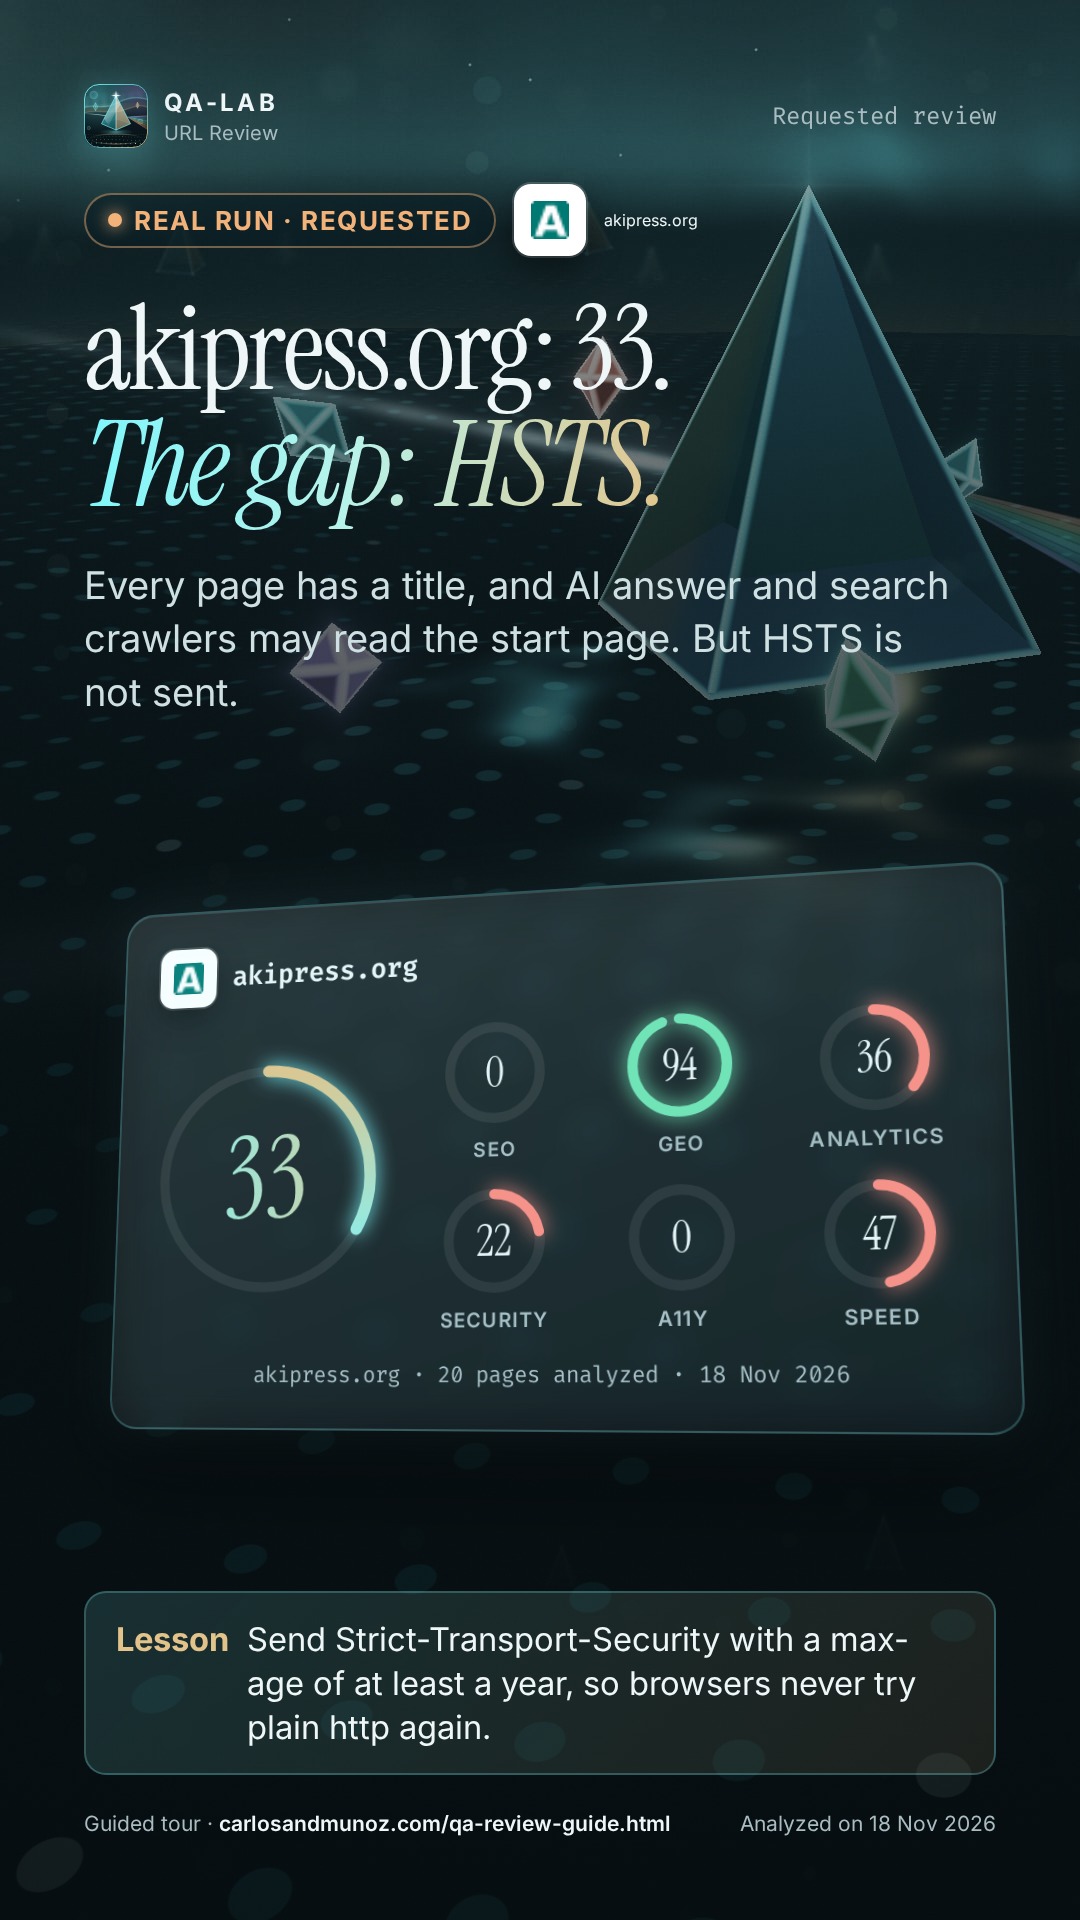 QA-LAB
URL Review
Requested review
REAL RUN · REQUESTED
A
akipress.org
akipress.org: 33.
The gap: HSTS.
Every page has a title, and AI answer and search
crawlers may read the start page. But HSTS is
not sent.
A
akipress.org
33
0
SEO
94
GEO
36
ANALYTICS
22
SECURITY
0
A11Y
47
SPEED
akipress.org · 20 pages analyzed · 18 Nov 2026
Lesson Send Strict-Transport-Security with a max-
age of at least a year, so browsers never try
plain http again.
Guided tour · carlosandmunoz.com/qa-review-guide.html
Analyzed on 18 Nov 2026